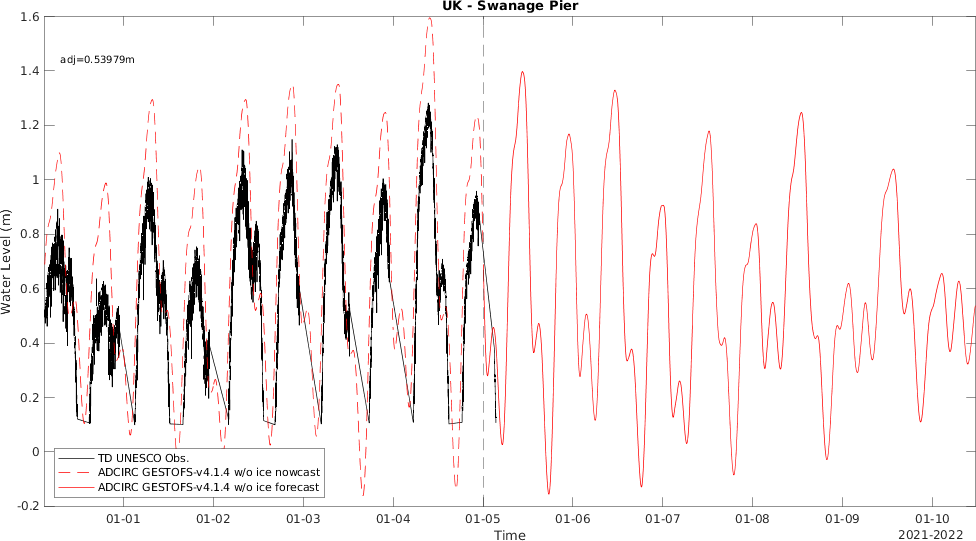 UK - Swanage Pier
1.6
1.4
1.2
1
0.8
0.6
0.4
0.2
0
-0.2
Water Level (m)
adj=0.53979m
TD UNESCO Obs.
ADCIRC GESTOFS-v4.1.4 w/o ice nowcast
ADCIRC GESTOFS-v4.1.4 w/o ice forecast
01-01 01-02 01-03 01-04 01-05 01-06 01-07 01-08 01-09 01-10
Time
2021-2022